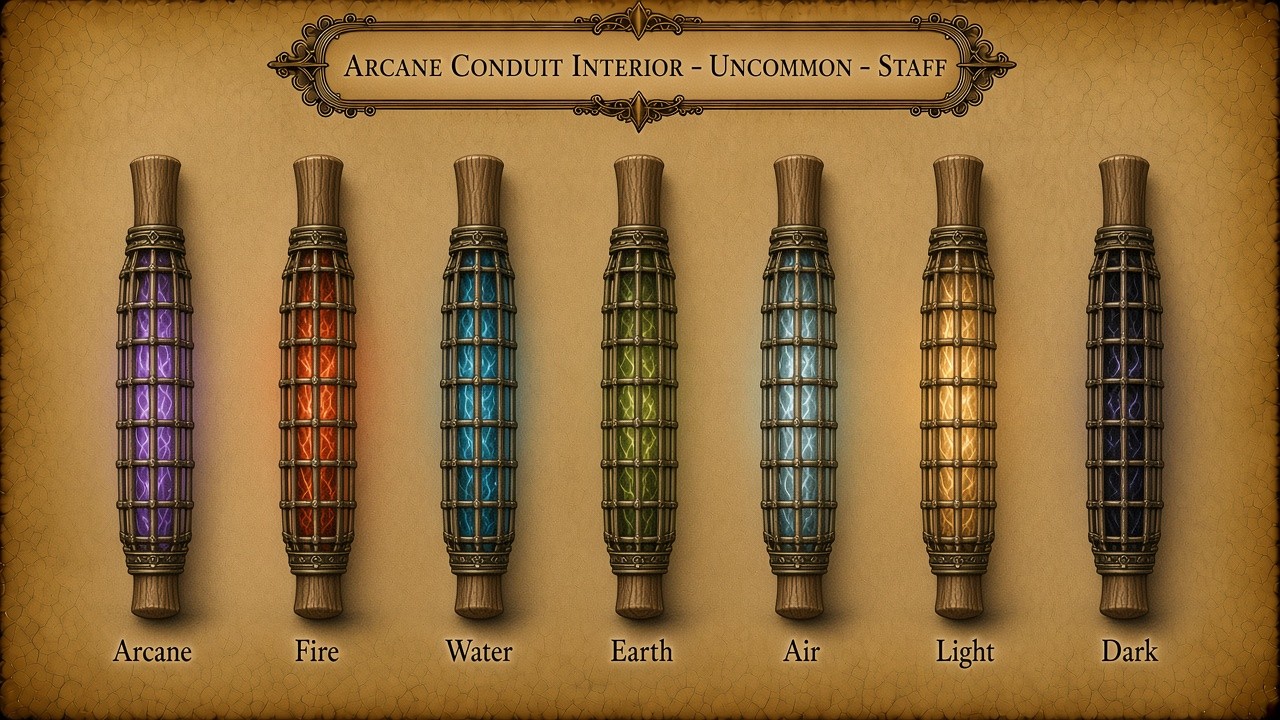 Arcane Conduit Interior – Uncommon – Staff
Arcane
Fire
Water
Earth
Air
Light
Dark